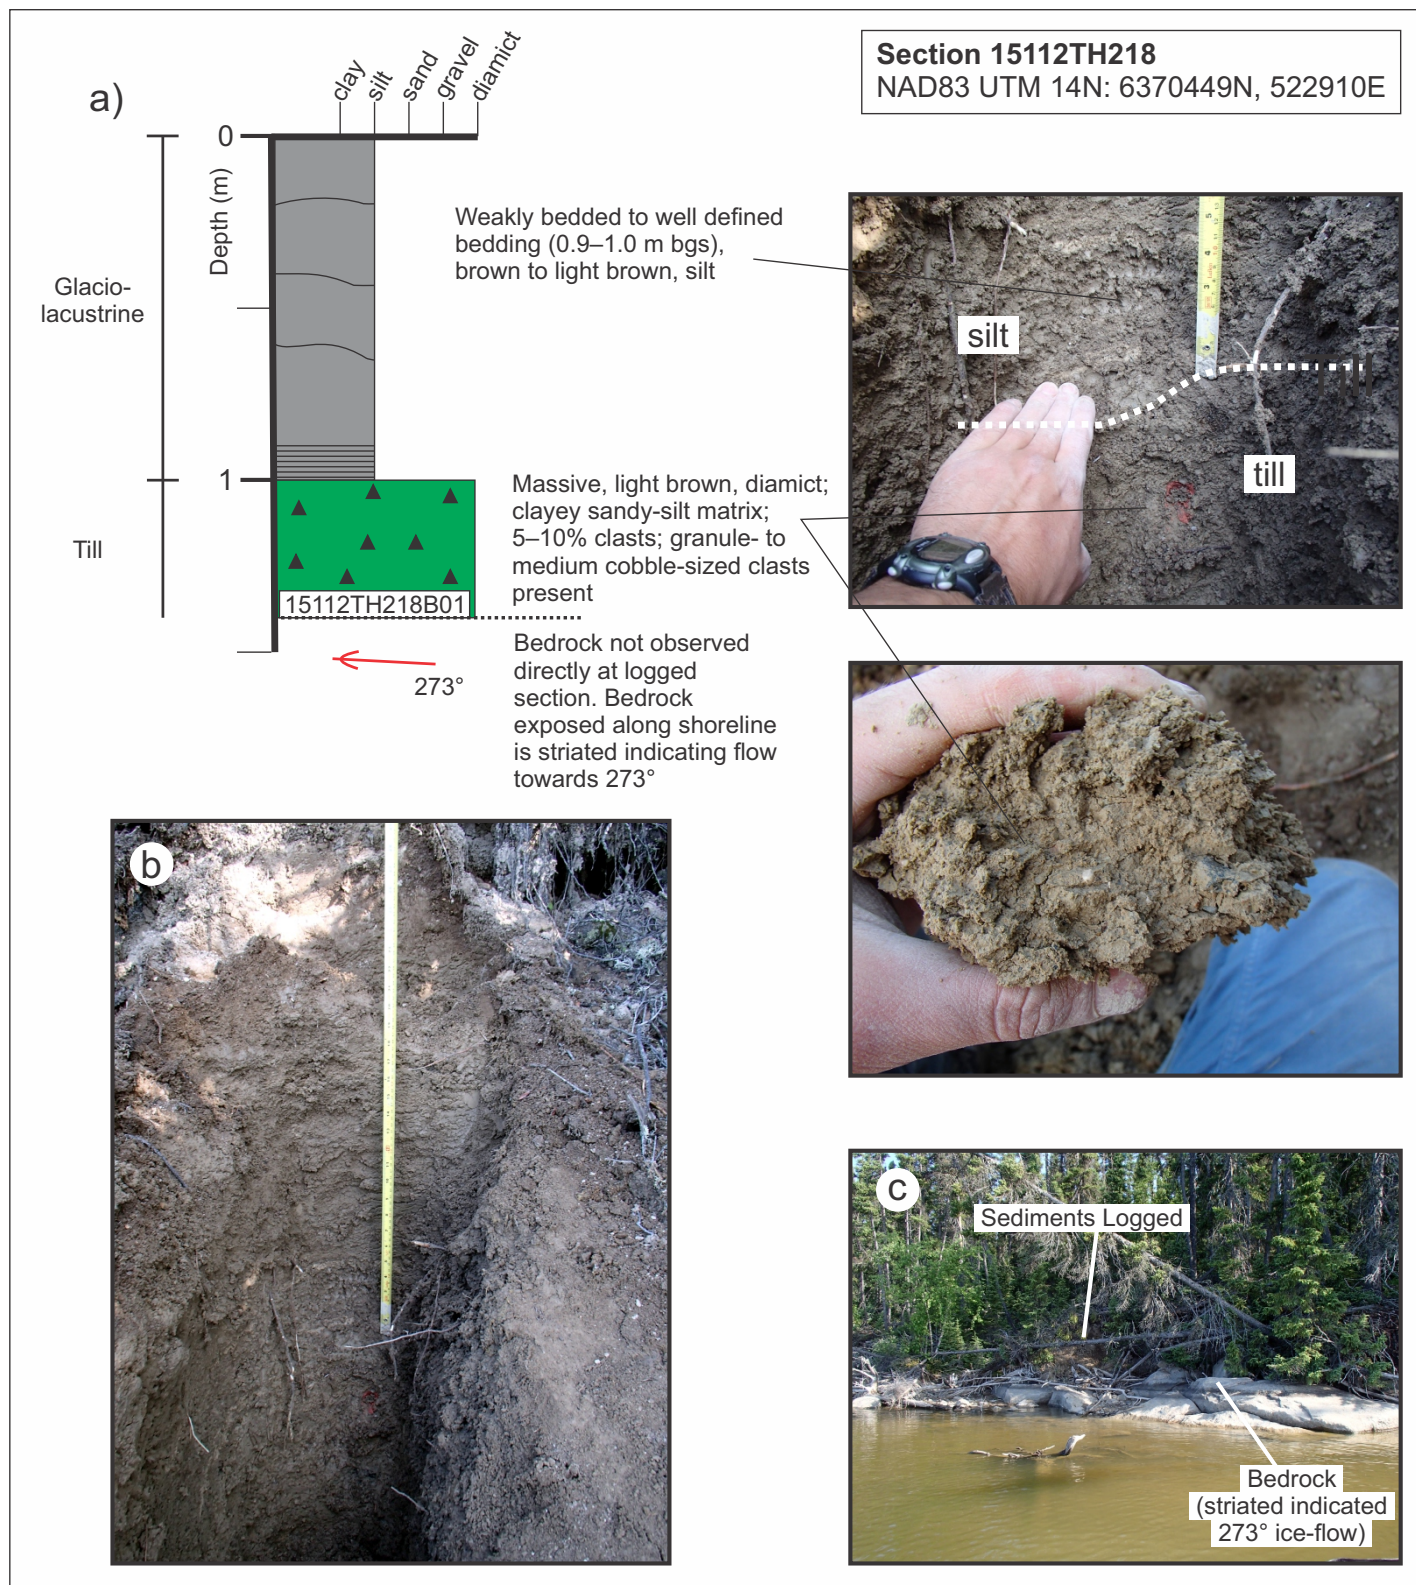 Section 15112TH218
NAD83 UTM 14N: 6370449N, 522910E
a)
clay
silt
sand
gravel
diamict
0
Depth (m)
1
Glacio-
lacustrine
Till
Weakly bedded to well defined
bedding (0.9–1.0 m bgs),
brown to light brown, silt
Massive, light brown, diamict;
clayey sandy-silt matrix;
5–10% clasts; granule- to
medium cobble-sized clasts
present
15112TH218B01
273°
Bedrock not observed
directly at logged
section. Bedrock
exposed along shoreline
is striated indicating flow
towards 273°
silt
till
b
c
Sediments Logged
Bedrock
(striated indicated
273° ice-flow)